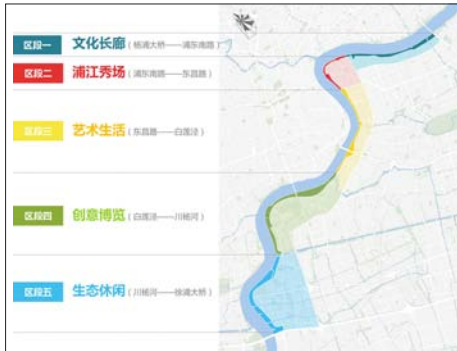 区段一 文化长廊（杨浦大桥——浦东南路）
区段二 浦江秀场（浦东南路——东昌路）
区段三 艺术生活（东昌路——白莲泾）
区段四 创意博览（白莲泾——川杨河）
区段五 生态休闲（川杨河——徐浦大桥）